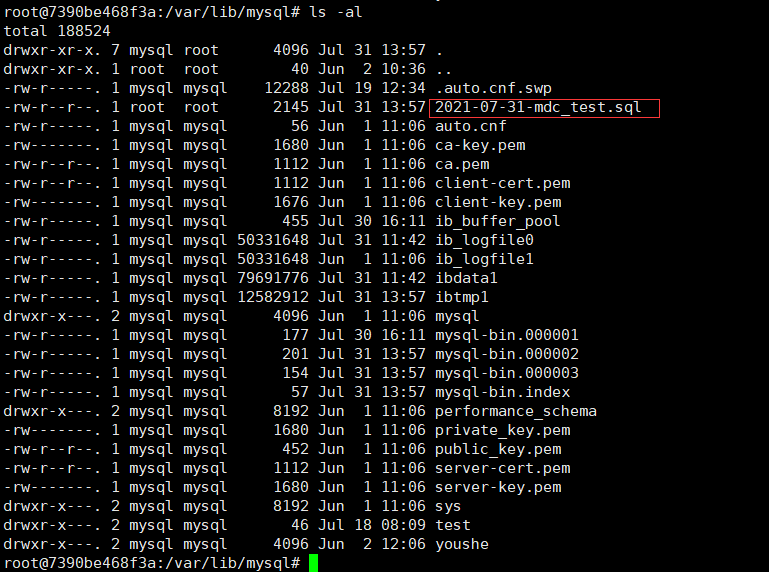 root@7390be468f3a:/var/lib/mysql# ls -al
total 188524
drwxr-xr-x. 7 mysql root      4096 Jul 31 13:57 .
drwxr-xr-x. 1 root  root        40 Jun  2 10:36 ..
-rw-r-----. 1 mysql mysql    12288 Jul 19 12:34 .auto.cnf.swp
-rw-r--r--. 1 root  root      2145 Jul 31 13:57 2021-07-31-mdc_test.sql
-rw-r-----. 1 mysql mysql       56 Jun  1 11:06 auto.cnf
-rw-------. 1 mysql mysql     1680 Jun  1 11:06 ca-key.pem
-rw-r--r--. 1 mysql mysql     1112 Jun  1 11:06 ca.pem
-rw-r--r--. 1 mysql mysql     1112 Jun  1 11:06 client-cert.pem
-rw-------. 1 mysql mysql     1676 Jun  1 11:06 client-key.pem
-rw-r-----. 1 mysql mysql      455 Jul 30 16:11 ib_buffer_pool
-rw-r-----. 1 mysql mysql 50331648 Jul 31 11:42 ib_logfile0
-rw-r-----. 1 mysql mysql 50331648 Jun  1 11:06 ib_logfile1
-rw-r-----. 1 mysql mysql 79691776 Jul 31 11:42 ibdata1
-rw-r-----. 1 mysql mysql 12582912 Jul 31 13:57 ibtmp1
drwxr-x---. 2 mysql mysql     4096 Jun  1 11:06 mysql
-rw-r-----. 1 mysql mysql      177 Jul 30 16:11 mysql-bin.000001
-rw-r-----. 1 mysql mysql      201 Jul 31 13:57 mysql-bin.000002
-rw-r-----. 1 mysql mysql      154 Jul 31 13:57 mysql-bin.000003
-rw-r-----. 1 mysql mysql       57 Jul 31 13:57 mysql-bin.index
drwxr-x---. 2 mysql mysql     8192 Jun  1 11:06 performance_schema
-rw-------. 1 mysql mysql     1680 Jun  1 11:06 private_key.pem
-rw-r--r--. 1 mysql mysql      452 Jun  1 11:06 public_key.pem
-rw-r--r--. 1 mysql mysql     1112 Jun  1 11:06 server-cert.pem
-rw-------. 1 mysql mysql     1680 Jun  1 11:06 server-key.pem
drwxr-x---. 2 mysql mysql     8192 Jun  1 11:06 sys
drwxr-x---. 2 mysql mysql       46 Jul 18 08:09 test
drwxr-x---. 2 mysql mysql     4096 Jun  2 12:06 youshe
root@7390be468f3a:/var/lib/mysql#